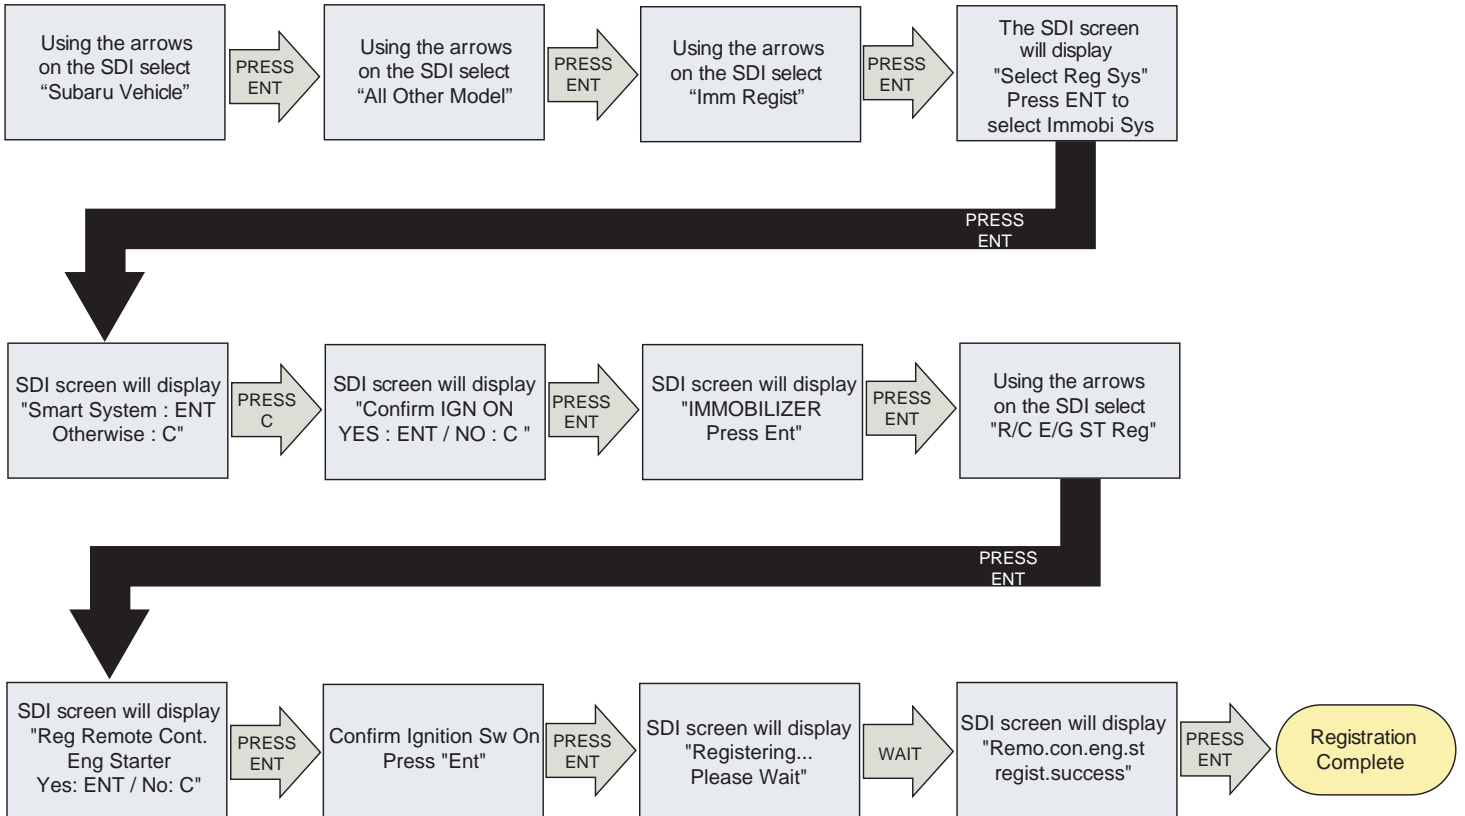 Using the arrows
on the SDI select
“Subaru Vehicle”
PRESS
ENT
Using the arrows
on the SDI select
“All Other Model”
PRESS
ENT
Using the arrows
on the SDI select
“Imm Regist”
PRESS
ENT
The SDI screen
will display
"Select Reg Sys"
Press ENT to
select Immobi Sys
PRESS
ENT
SDI screen will display
"Smart System : ENT
Otherwise : C"
PRESS
C
SDI screen will display
"Confirm IGN ON
YES : ENT / NO : C "
PRESS
ENT
SDI screen will display
"IMMOBILIZER
Press Ent"
PRESS
ENT
Using the arrows
on the SDI select
"R/C E/G ST Reg"
PRESS
ENT
SDI screen will display
"Reg Remote Cont.
Eng Starter
Yes: ENT / No: C"
PRESS
ENT
Confirm Ignition Sw On
Press "Ent"
PRESS
ENT
SDI screen will display
"Registering...
Please Wait"
WAIT
SDI screen will display
"Remo.con.eng.st
regist.success"
PRESS
ENT
Registration
Complete